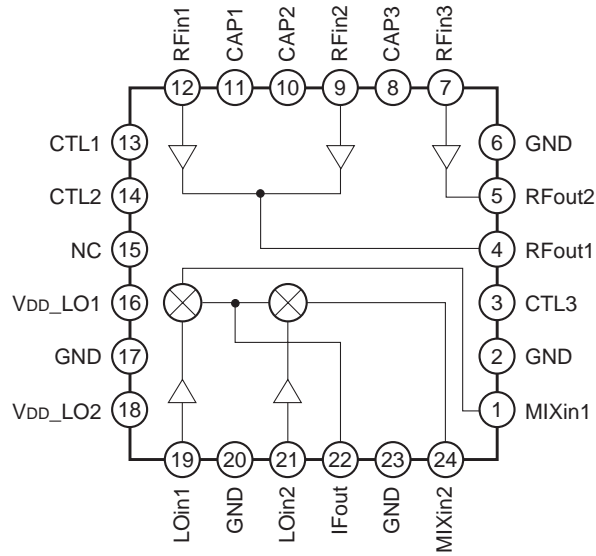 RFin1
CAP1
CAP2
RFin2
CAP3
RFin3
12
11
10
9
8
7
CTL1 13
6 GND
CTL2 14
5 RFout2
NC 15
4 RFout1
VDD_LO1 16
3 CTL3
GND 17
2 GND
VDD_LO2 18
1 MIXin1
19
20
21
22
23
24
LOin1
GND
LOin2
IFout
GND
MIXin2